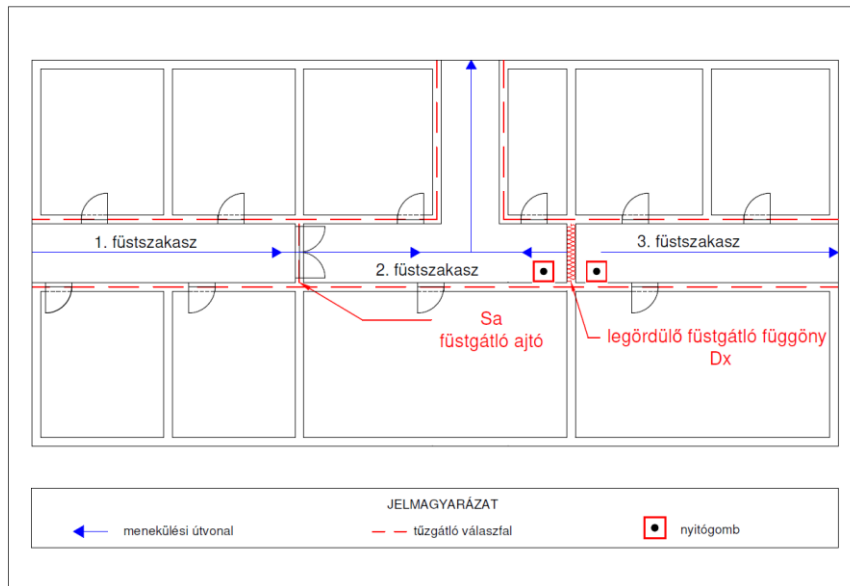 1. füstszakasz
2. füstszakasz
3. füstszakasz
Sa
füstgátló ajtó
legördülő füstgátló függöny
Dx
JELMAGYARÁZAT
menekülési útvonal
tűzgátló válaszfal
nyitógomb